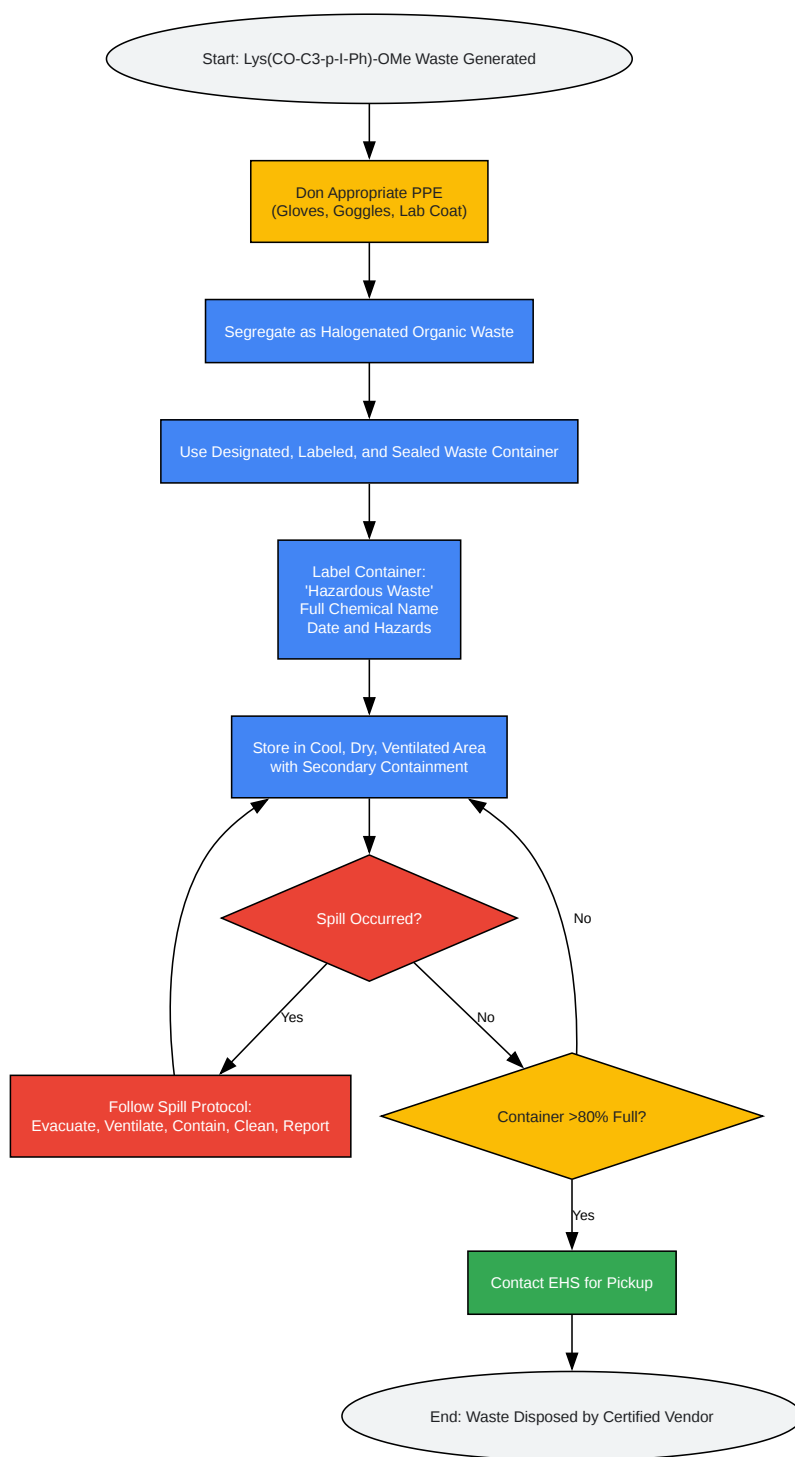 Start: Lys(CO-C3-p-I-Ph)-OMe Waste Generated
Don Appropriate PPE
(Gloves, Goggles, Lab Coat)
Segregate as Halogenated Organic Waste
Use Designated, Labeled, and Sealed Waste Container
Label Container:
'Hazardous Waste'
Full Chemical Name
Date and Hazards
Store in Cool, Dry, Ventilated Area
with Secondary Containment
Spill Occurred?
No
Yes
No
Follow Spill Protocol:
Evacuate, Ventilate, Contain, Clean, Report
Container >80% Full?
Yes
Contact EHS for Pickup
End: Waste Disposed by Certified Vendor